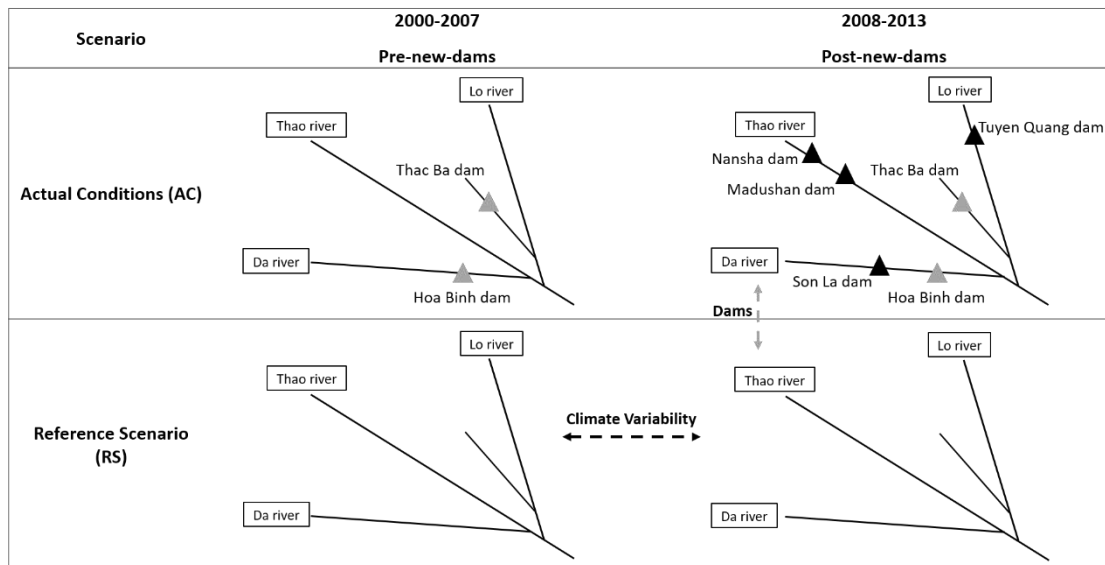 Scenario
2000-2007
Pre-new-dams
2008-2013
Post-new-dams
Actual Conditions (AC)
Lo river
Thao river
Thac Ba dam
Da river
Hoa Binh dam
Lo river
Tuyen Quang dam
Thao river
Nansha dam
Thac Ba dam
Madushan dam
Da river
Son La dam
Hoa Binh dam
Dams
Reference Scenario
(RS)
Lo river
Thao river
Da river
Climate Variability
Lo river
Thao river
Da river